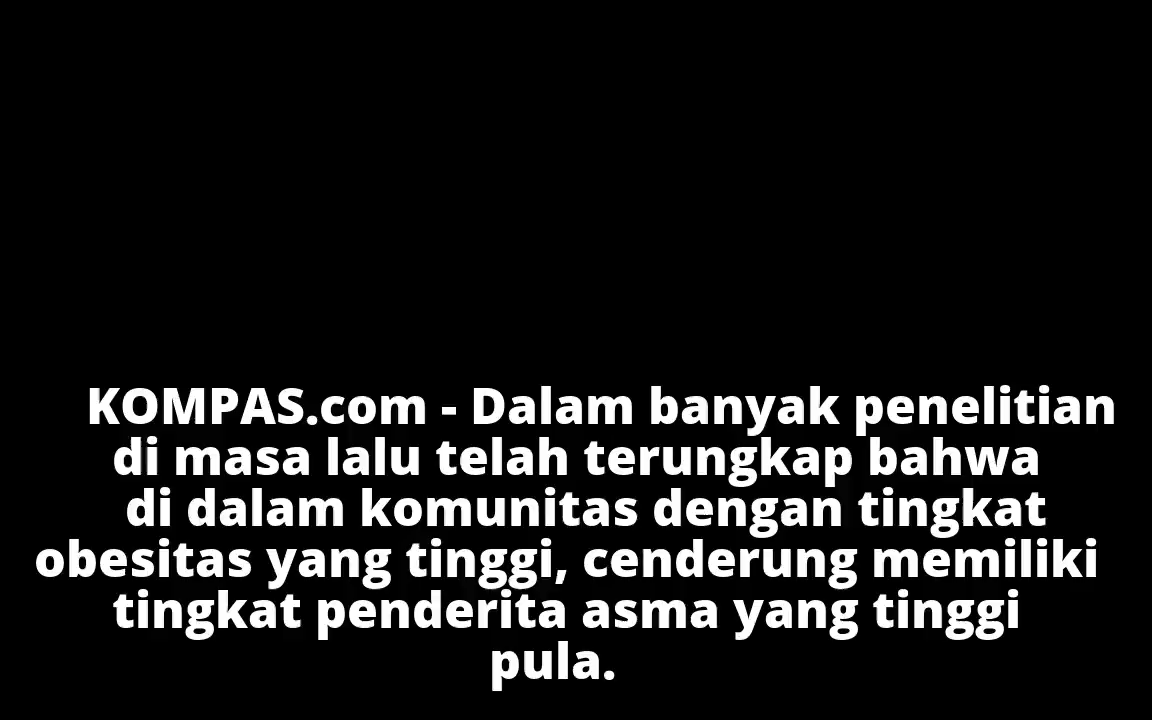 KOMPAS.com - Dalam banyak penelitian
di masa lalu telah terungkap bahwa
di dalam komunitas dengan tingkat
obesitas yang tinggi, cenderung memiliki
tingkat penderita asma yang tinggi
pula.